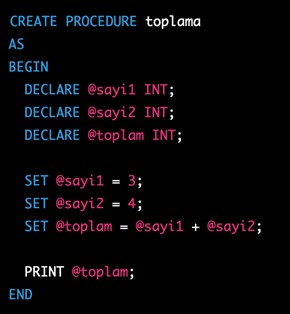 CREATE PROCEDURE toplama
AS
BEGIN
DECLARE @sayi1 INT;
DECLARE @sayi2 INT;
DECLARE @toplam INT;
SET @sayi1 = 3;
SET @sayi2 = 4;
SET @toplam = @sayi1 + @sayi2;
PRINT @toplam;
END